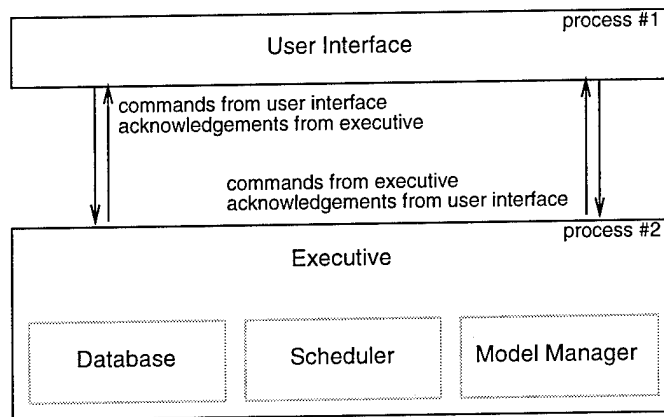 process #1
User Interface
commands from user interface
acknowledgements from executive
commands from executive
acknowledgements from user interface
process #2
Executive
Database
Scheduler
Model Manager